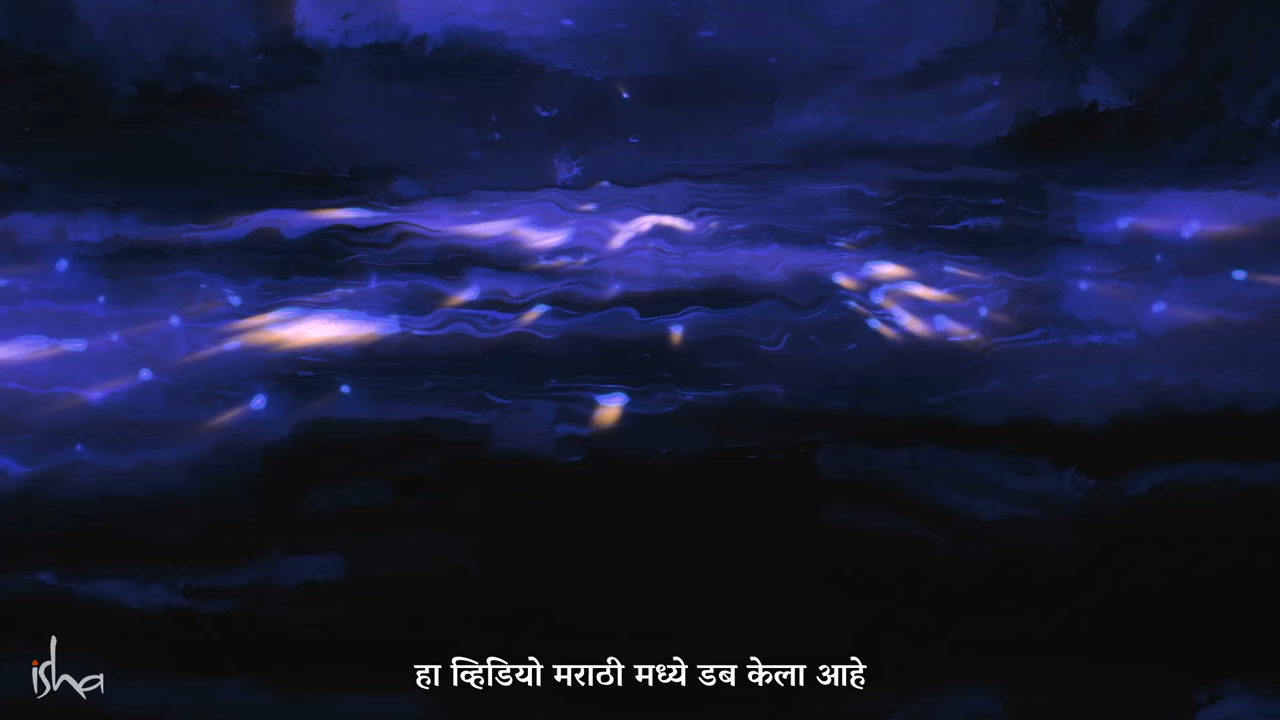 हा व्हिडियो मराठी मध्ये डब केला आहे
isha